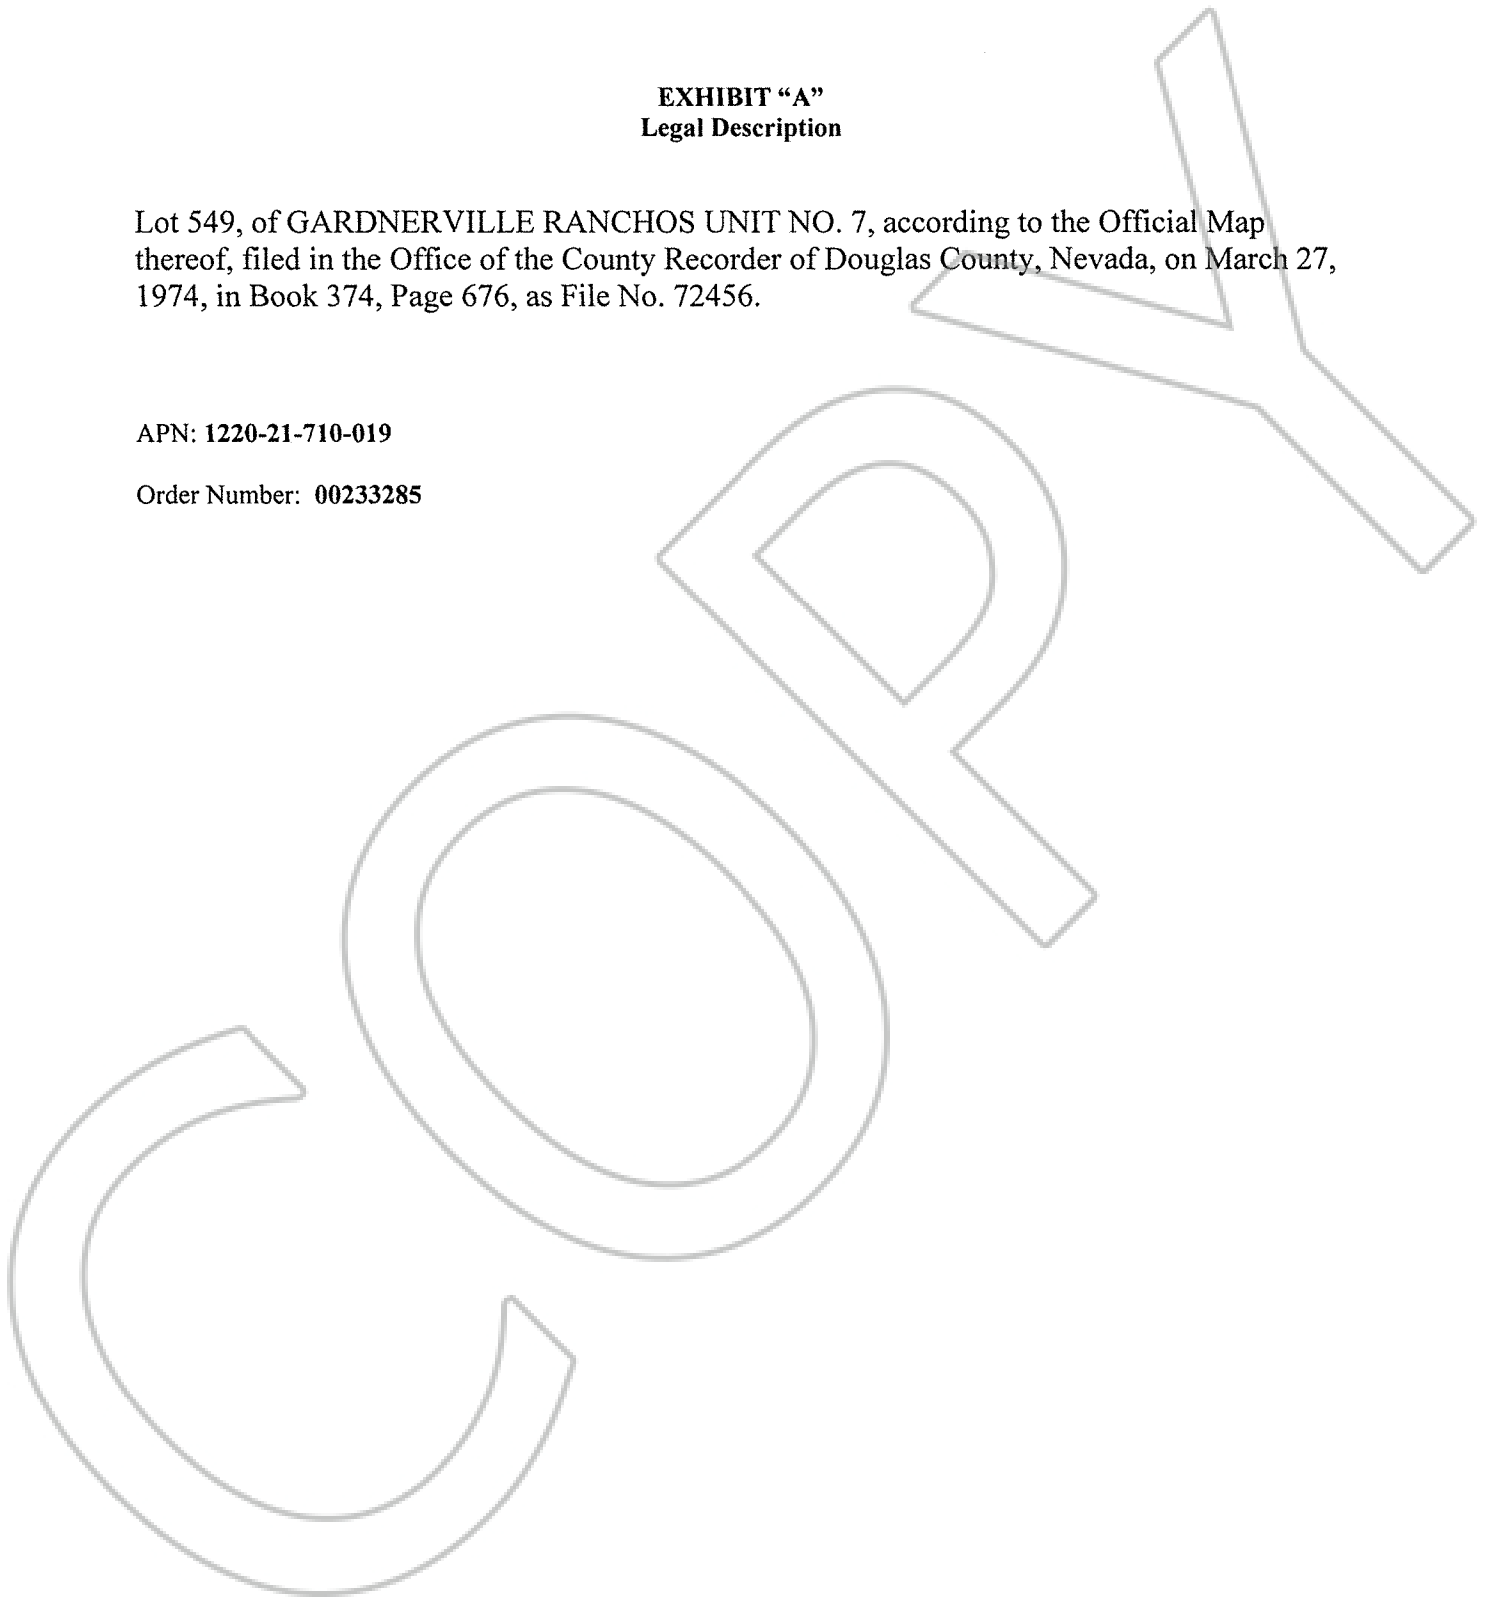 EXHIBIT “A”
Legal Description
Lot 549, of GARDNERVILLE RANCHOS UNIT NO. 7, according to the Official Map
thereof, filed in the Office of the County Recorder of Douglas County, Nevada, on March 27,
1974, in Book 374, Page 676, as File No. 72456.
APN: 1220-21-710-019
Order Number: 00233285
COPY